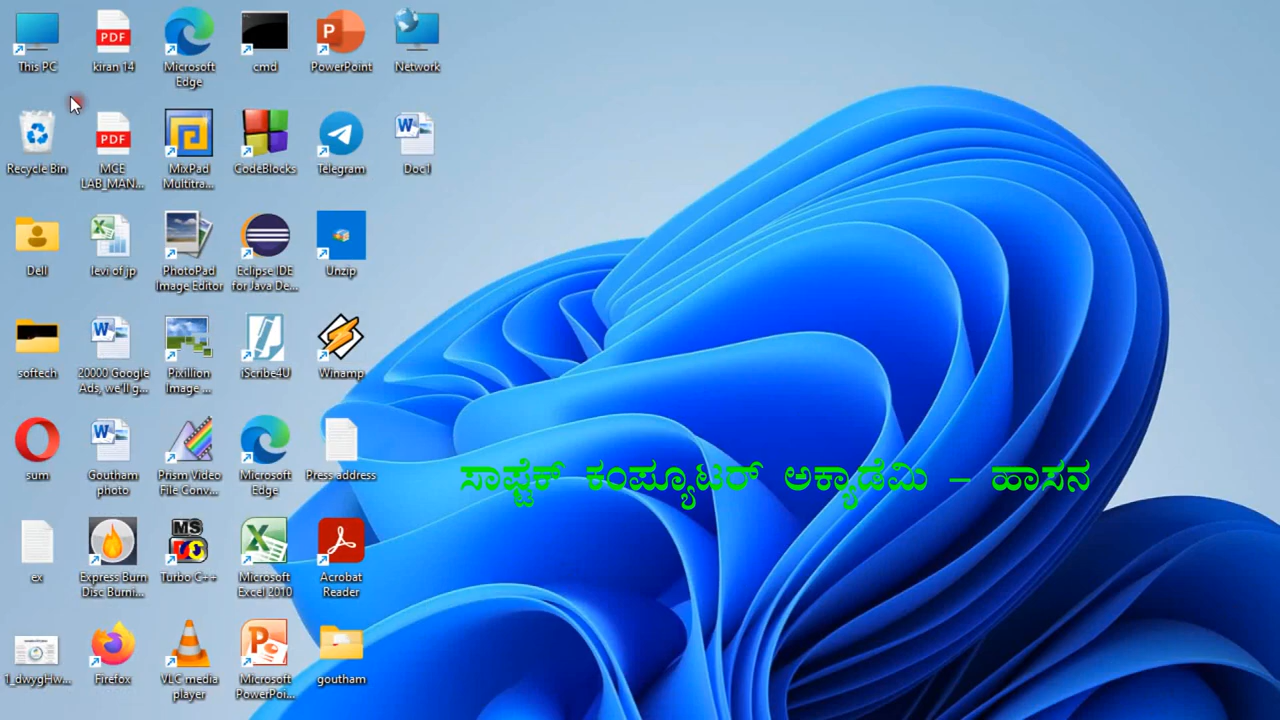 This PC
kiran 14
Microsoft
Edge
cmd
PowerPoint
Network
Recycle Bin
MCE
LAB_MAN...
MixPad
Multitra...
CodeBlocks
Telegram
Doc1
Dell
levi of jp
PhotoPad
Image Editor
Eclipse IDE
for Java De...
Unzip
softech
20000 Google
Ads, we'll g...
Pixillion
Image ...
iScribe4U
Winamp
sum
Goutham
photo
Prism Video
File Conv...
Microsoft
Edge
Press address
ಸಾಫ್ಟೆಕ್ ಕಂಪ್ಯೂಟರ್ ಅಕ್ಯಾಡೆಮಿ – ಹಾಸನ
ex
Express Burn
Disc Burni...
Turbo C++
Microsoft
Excel 2010
Acrobat
Reader
1_dwygHw...
Firefox
VLC media
player
Microsoft
PowerPoi...
goutham